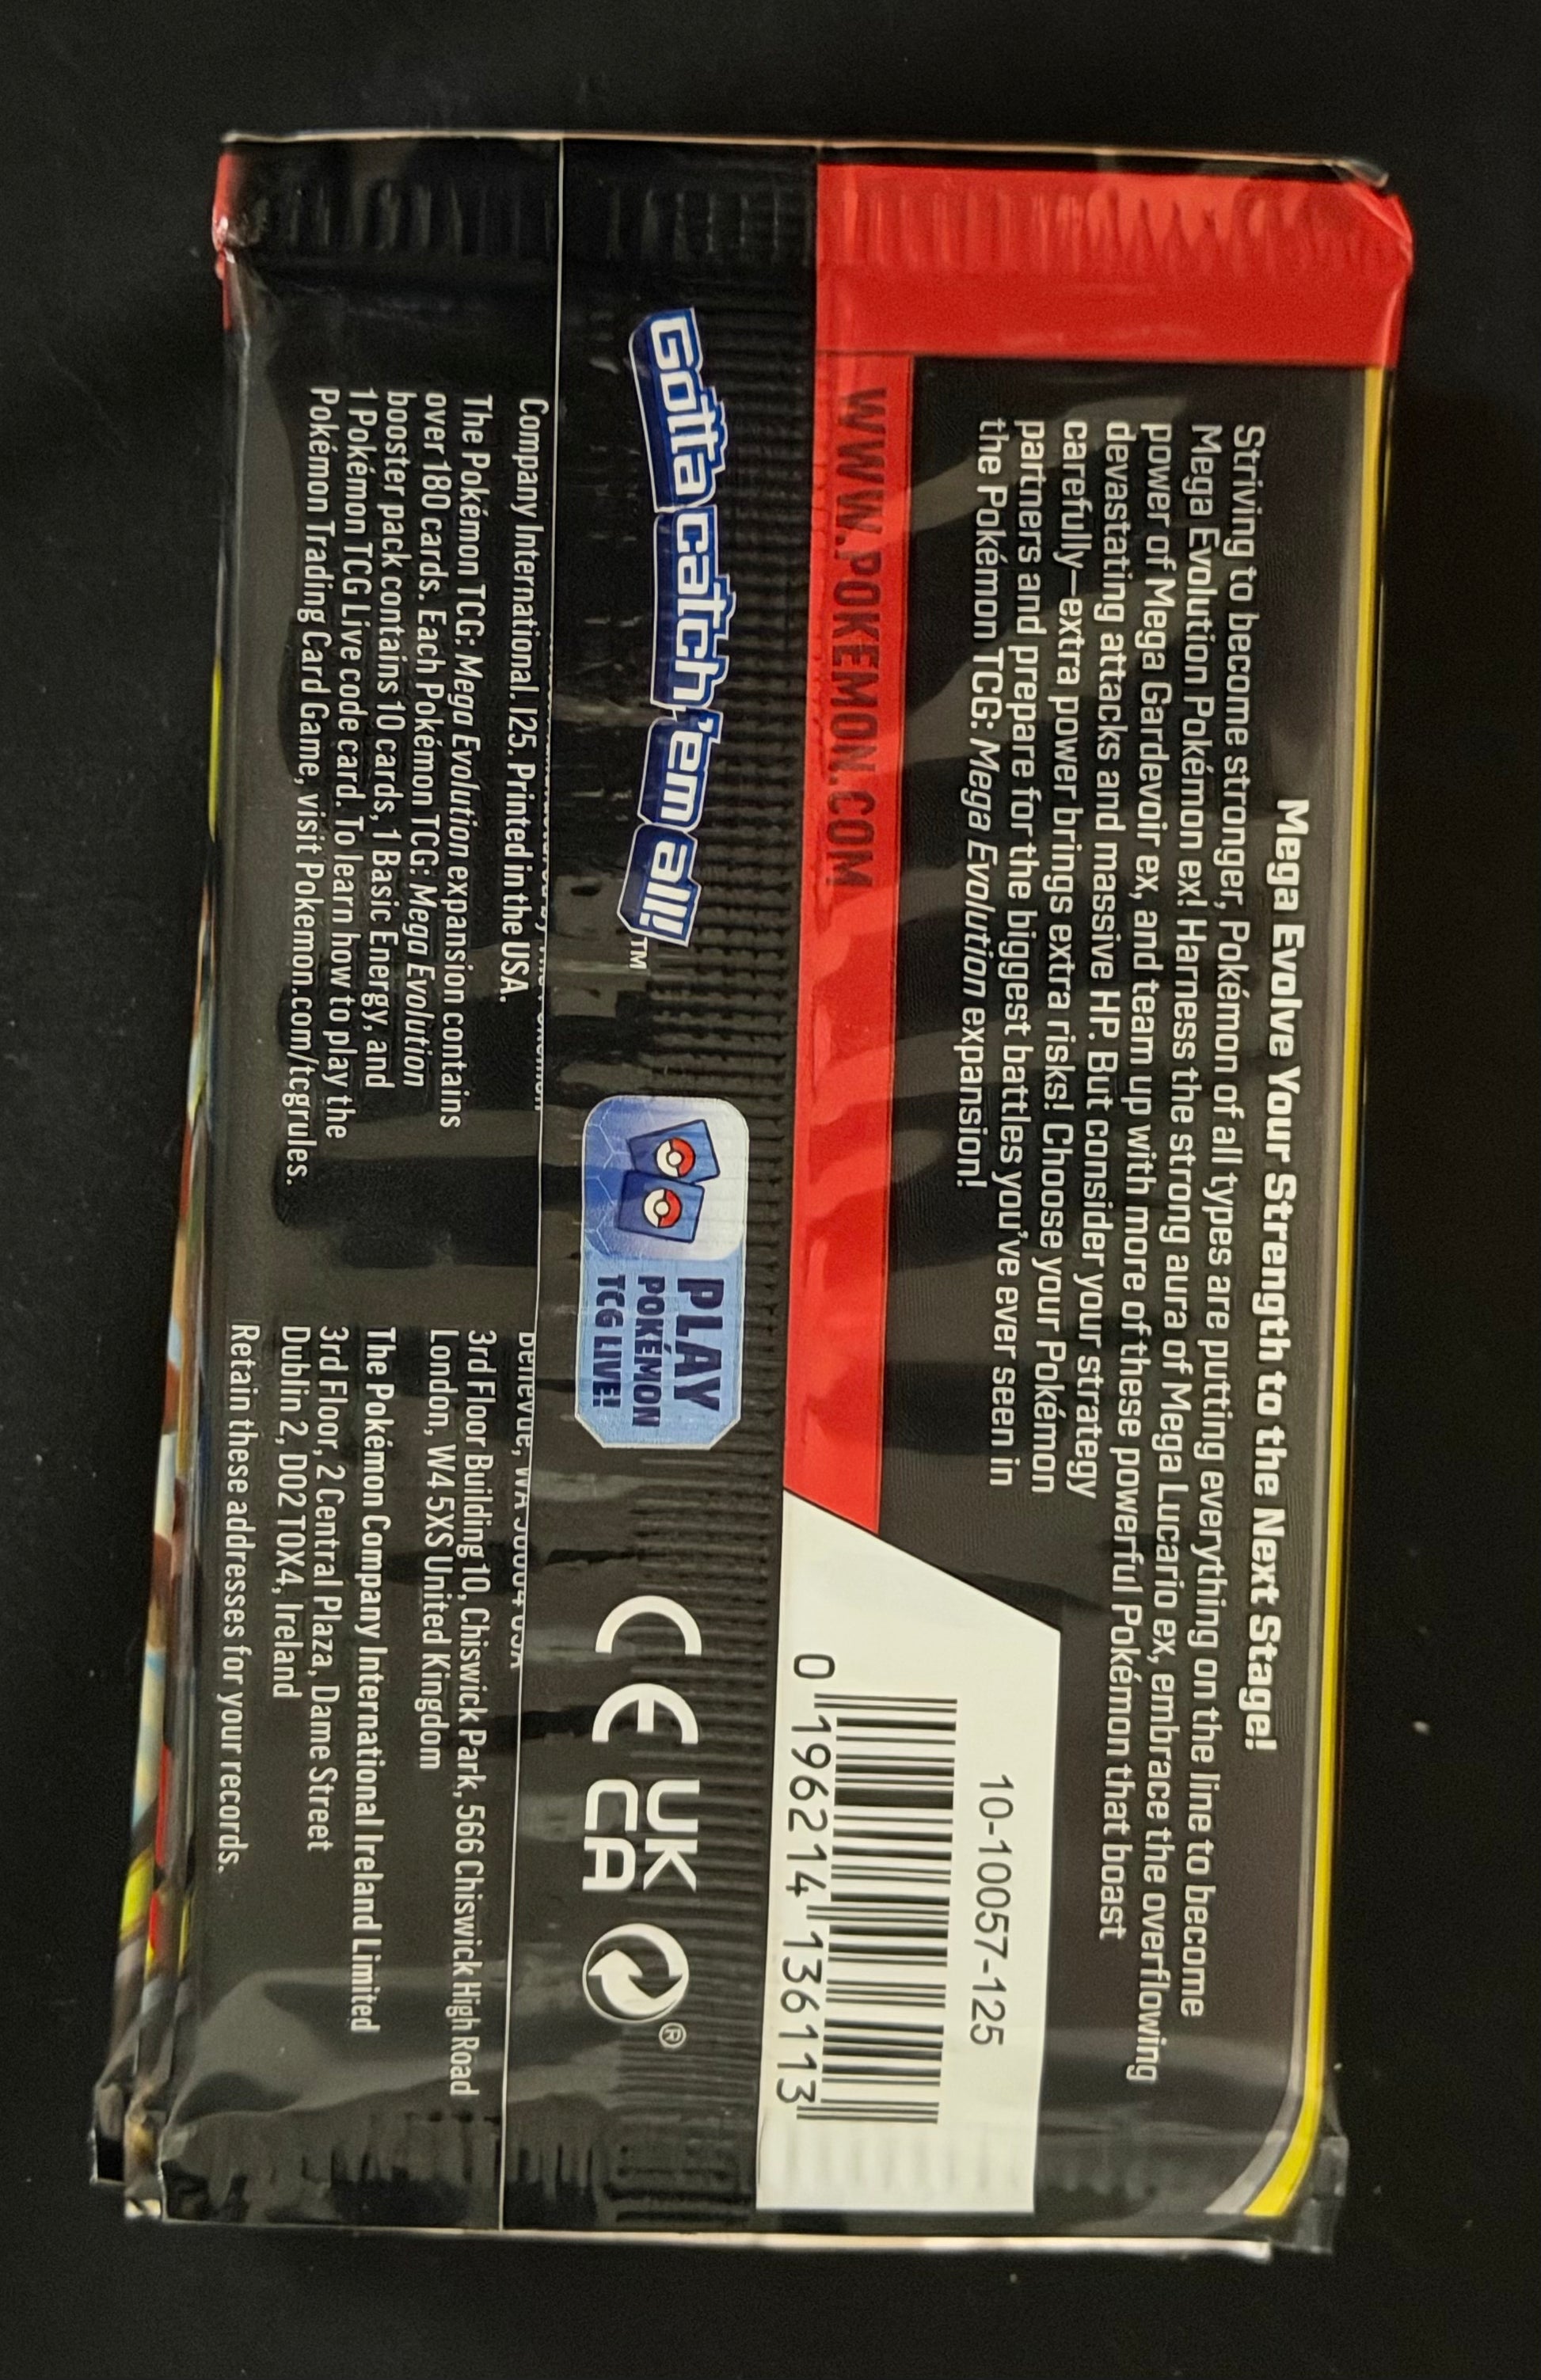 Mega Evolve Your Strength to the Next Stage!
Striving to become stronger, Pokémon of all types are putting everything on the line to become
Mega Evolution Pokémon ex! Harness the strong aura of Mega Lucario ex, embrace the overflowing
power of Mega Gardevoir ex, and team up with more of these powerful Pokémon that boast
devastating attacks and massive HP. But consider your strategy
carefully—extra power brings extra risks! Choose your Pokémon
partners and prepare for the biggest battles you've ever seen in
the Pokémon TCG: Mega Evolution expansion!
10-10057-125
0 196214 136113
WWW.POKEMON.COM
Gotta catch 'em all!™
PLAY
POKÉMON
TCG LIVE!
CE
UK
CA
®
Company International. I25. Printed in the USA.
The Pokémon TCG: Mega Evolution expansion contains
over 180 cards. Each Pokémon TCG: Mega Evolution
booster pack contains 10 cards, 1 Basic Energy, and
1 Pokémon TCG Live code card. To learn how to play the
Pokémon Trading Card Game, visit Pokemon.com/tcgrules.
3rd Floor Building 10, Chiswick Park, 566 Chiswick High Road
London, W4 5XS United Kingdom
The Pokémon Company International Ireland Limited
3rd Floor, 2 Central Plaza, Dame Street
Dublin 2, D02 T0X4, Ireland
Retain these addresses for your records.